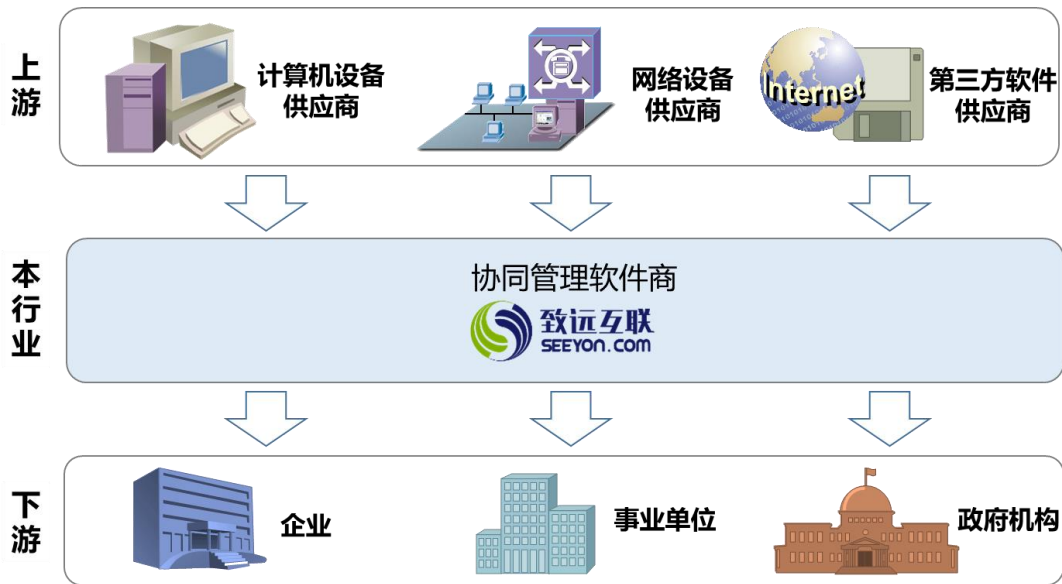 上游
计算机设备
供应商
网络设备
供应商
Internet
第三方软件
供应商
本行业
协同管理软件商
致远互联
SEEYON.COM
下游
企业
事业单位
政府机构